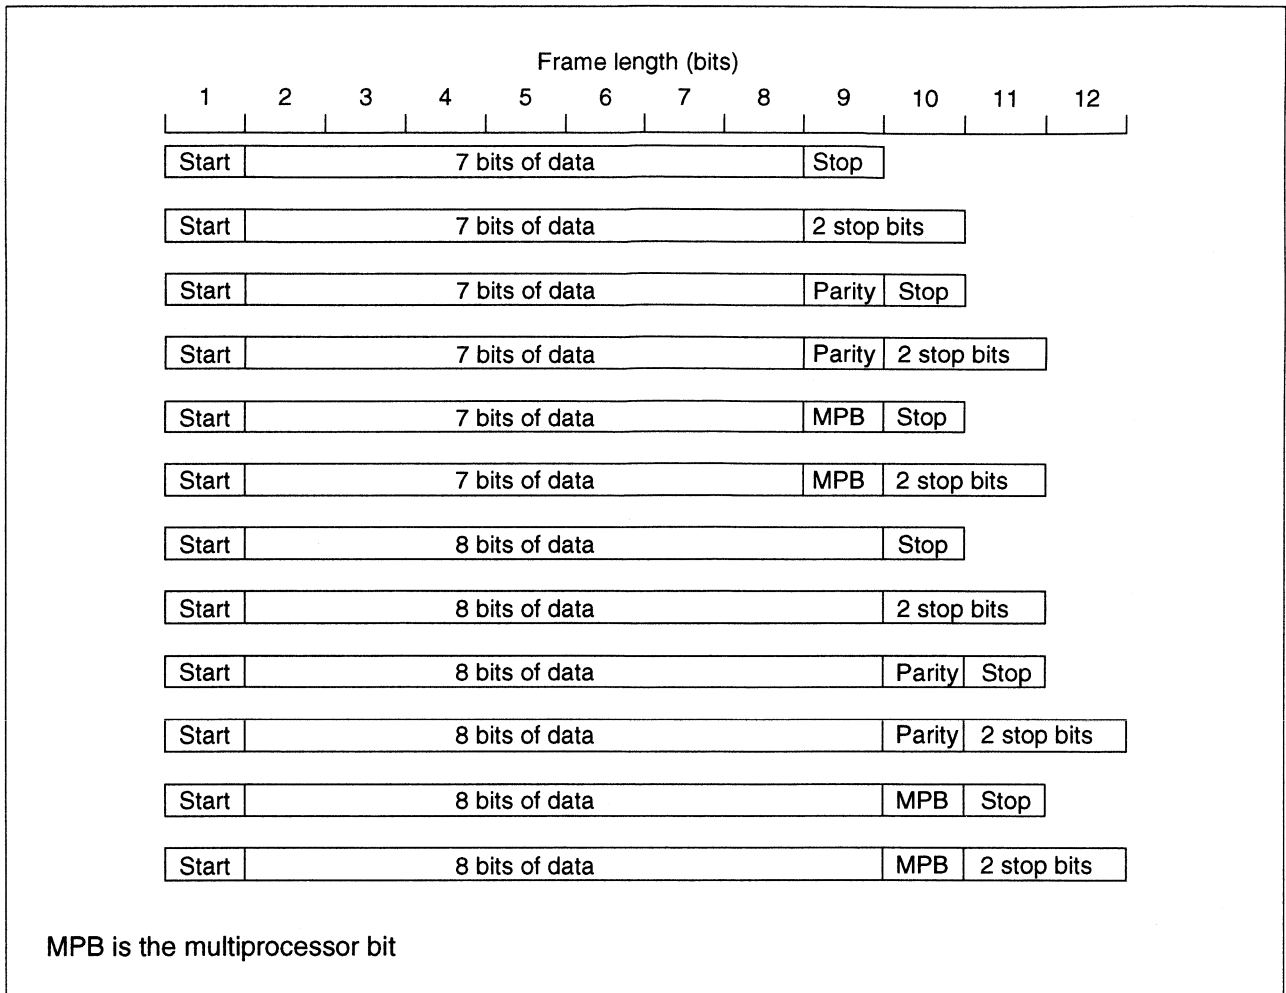 Frame length (bits)
1 2 3 4 5 6 7 8 9 10 11 12
Start 7 bits of data Stop
Start 7 bits of data 2 stop bits
Start 7 bits of data Parity Stop
Start 7 bits of data Parity 2 stop bits
Start 7 bits of data MPB Stop
Start 7 bits of data MPB 2 stop bits
Start 8 bits of data Stop
Start 8 bits of data 2 stop bits
Start 8 bits of data Parity Stop
Start 8 bits of data Parity 2 stop bits
Start 8 bits of data MPB Stop
Start 8 bits of data MPB 2 stop bits
MPB is the multiprocessor bit